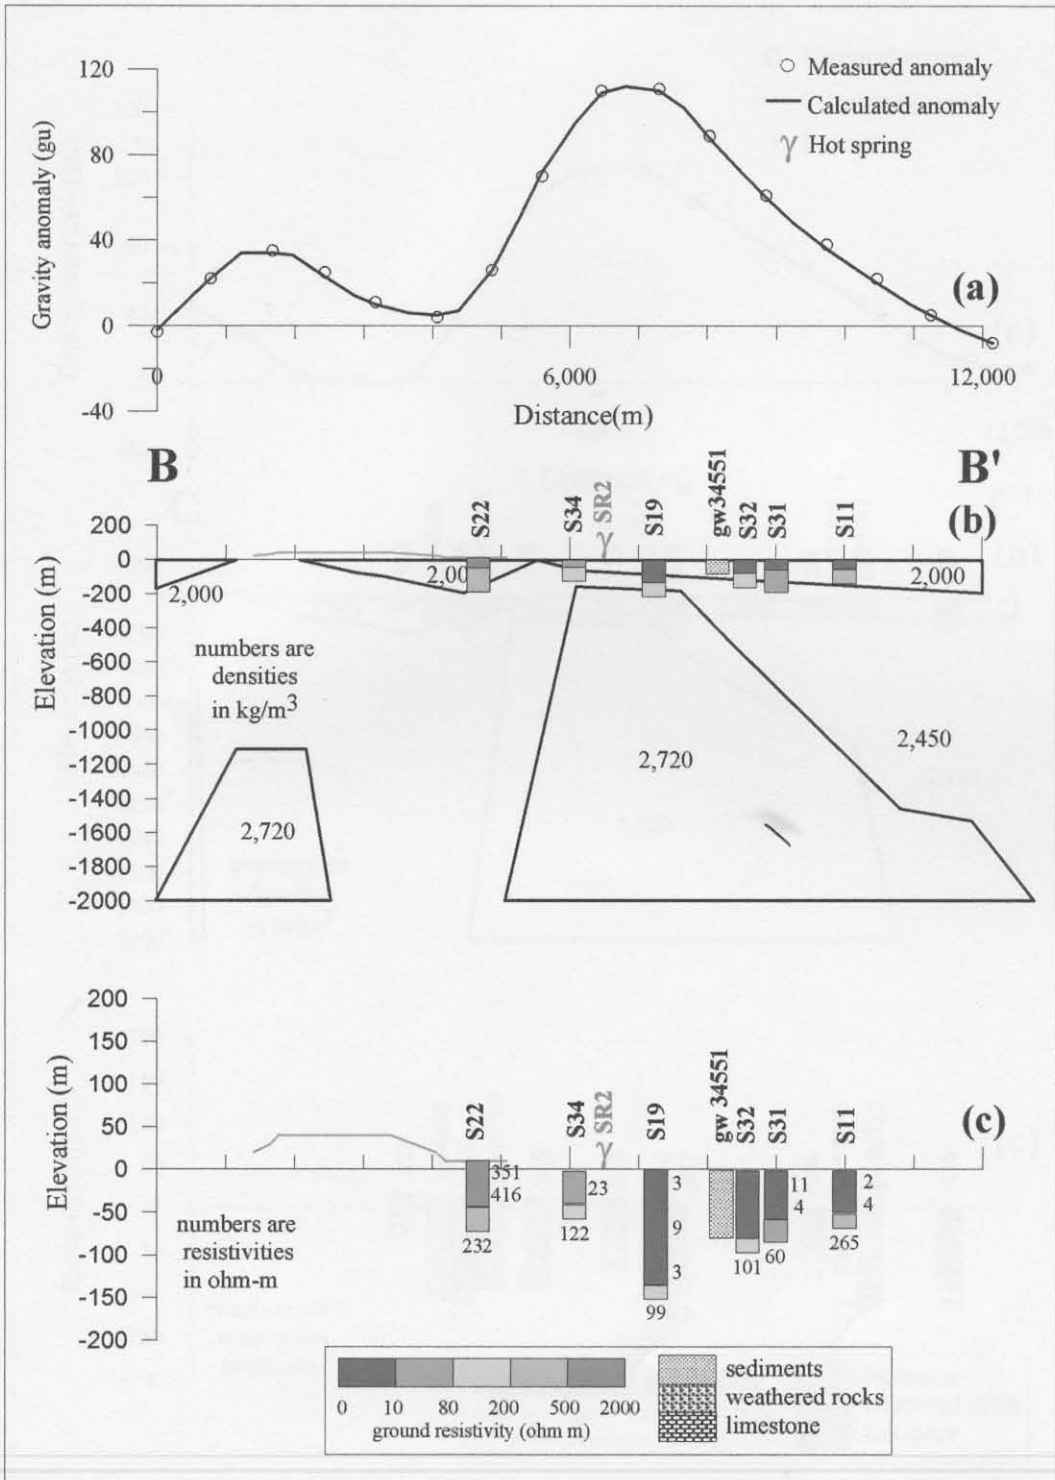 120
80
40
0
-40
Gravity anomaly (gu)
Measured anomaly
Calculated anomaly
γ Hot spring
(a)
0 6,000 12,000
Distance(m)
B B'
(b)
S22 S34 γ SR2 S19 gw34551 S32 S31 S11
200
0
-200
-400
-600
-800
-1000
-1200
-1400
-1600
-1800
-2000
Elevation (m)
2,000 2,00 2,000
numbers are
densities
in kg/m3
2,720 2,720 2,450
200
150
100
50
0
-50
-100
-150
-200
Elevation (m)
(c)
S22 S34 γ SR2 S19 gw 34551 S32 S31 S11
351
416
232
23
122
3
9
3
99
101
11
4
60
2
4
265
numbers are
resistivities
in ohm-m
0 10 80 200 500 2000
ground resistivity (ohm m)
sediments
weathered rocks
limestone